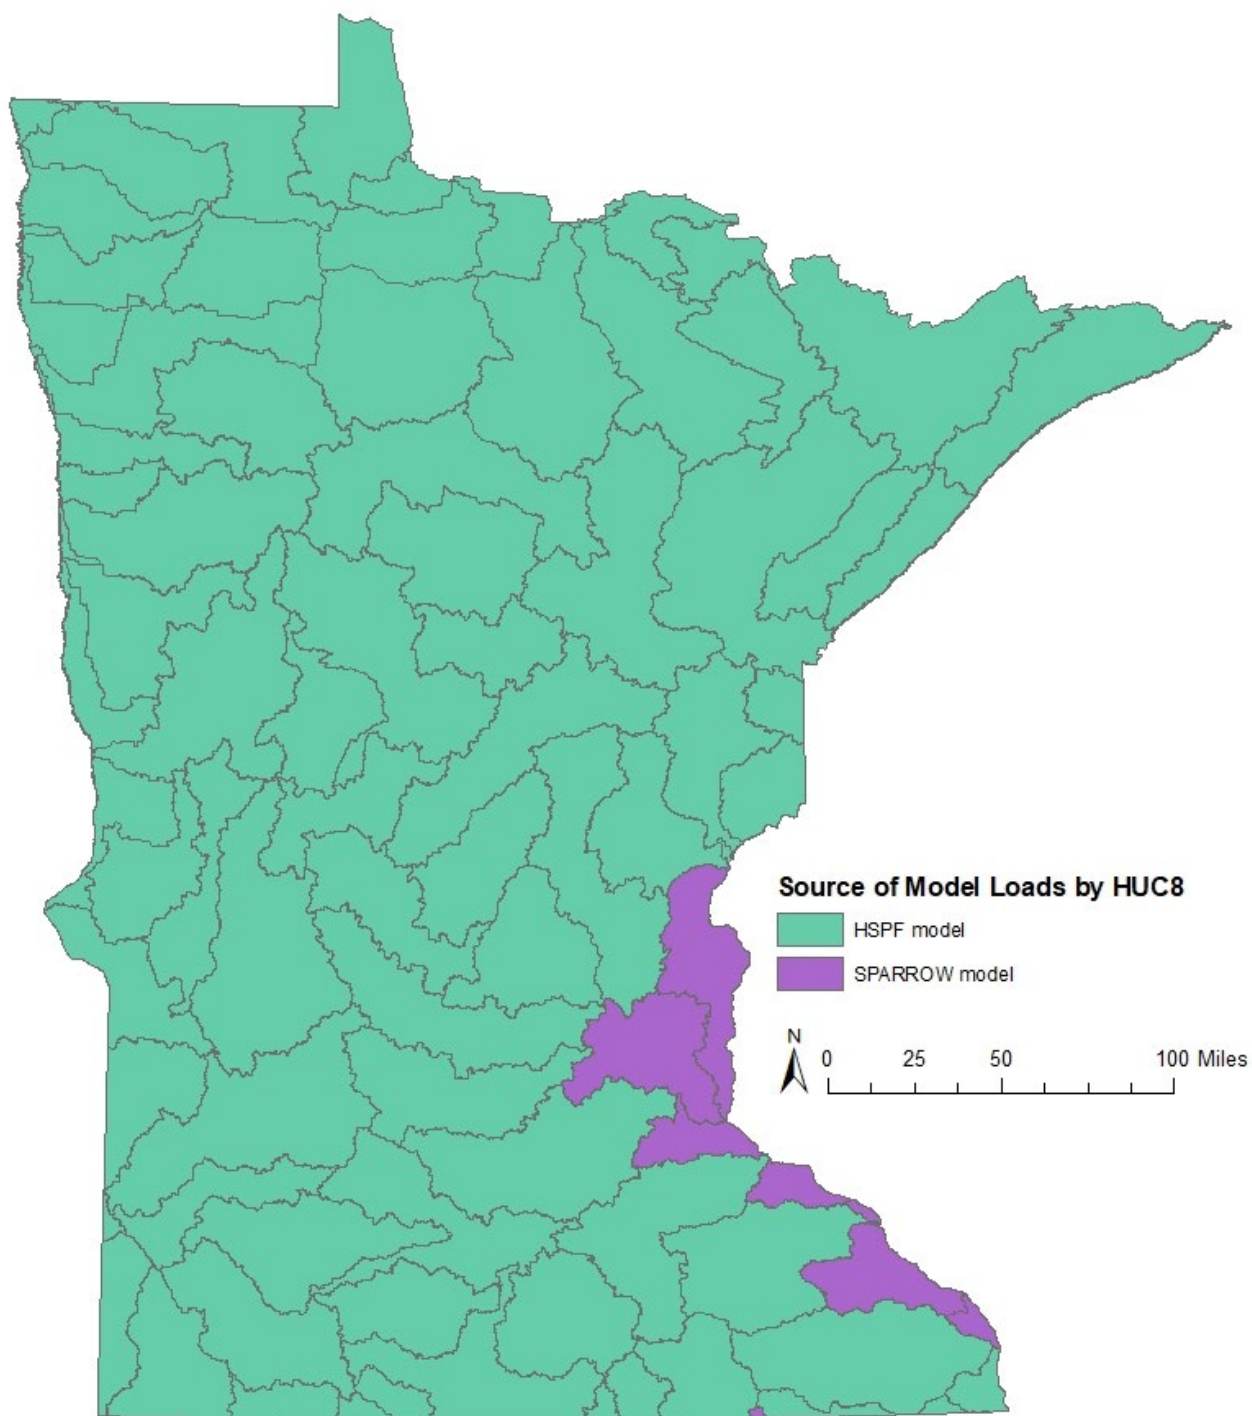 Source of Model Loads by HUC8
HSPF model
SPARROW model
N
0 25 50 100 Miles